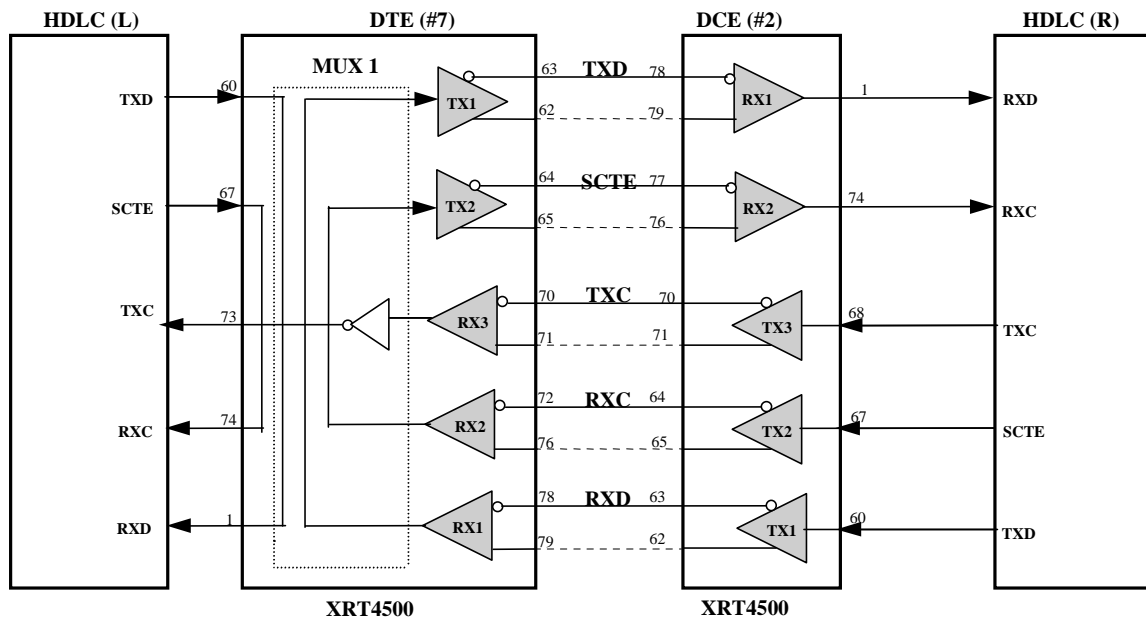 HDLC (L) DTE (#7) DCE (#2) HDLC (R)
MUX 1
63 TXD 78
60 1
TXD TX1 RX1 RXD
62 79
64 SCTE 77
67 74
SCTE TX2 RX2 RXC
65 76
70 TXC 70
68
TXC 73 RX3 TX3 TXC
71 71
72 RXC 64
74 67
RXC RX2 TX2 SCTE
76 65
78 RXD 63
1 60
RXD RX1 TX1 TXD
79 62
XRT4500 XRT4500